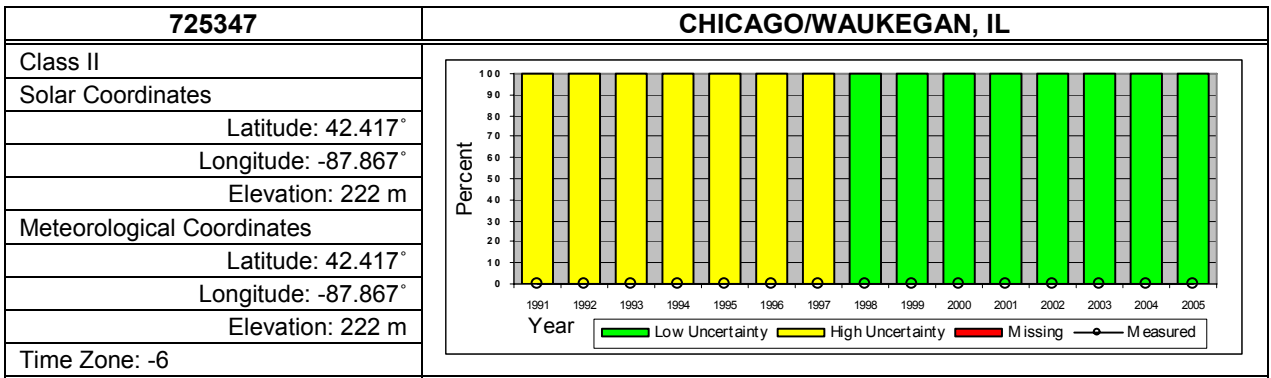 725347
CHICAGO/WAUKEGAN, IL
Class II
Solar Coordinates
Latitude: 42.417˚
Longitude: -87.867˚
Elevation: 222 m
Meteorological Coordinates
Latitude: 42.417˚
Longitude: -87.867˚
Elevation: 222 m
Time Zone: -6
Percent
100
90
80
70
60
50
40
30
20
10
0
1991 1992 1993 1994 1995 1996 1997 1998 1999 2000 2001 2002 2003 2004 2005
Year
Low Uncertainty High Uncertainty Missing Measured